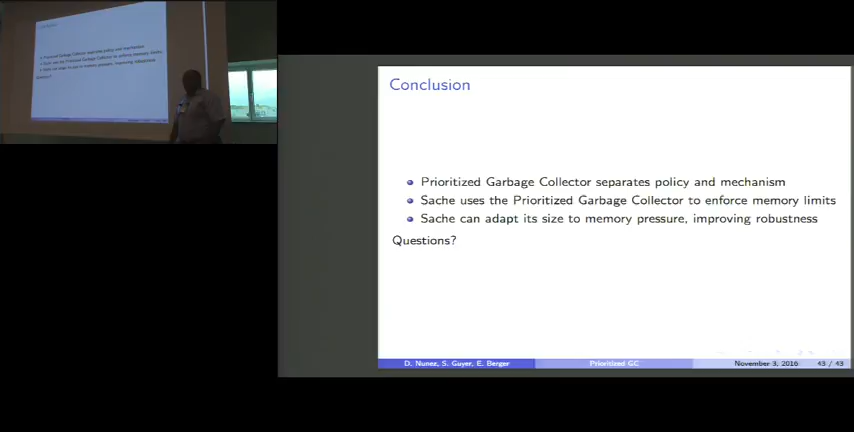 Conclusion
Prioritized Garbage Collector separates policy and mechanism
Sache uses the Prioritized Garbage Collector to enforce memory limits
Sache can adapt its size to memory pressure, improving robustness
Questions?
D. Nunez, S. Guyer, E. Berger
Prioritized GC
November 3, 2016
43 / 43